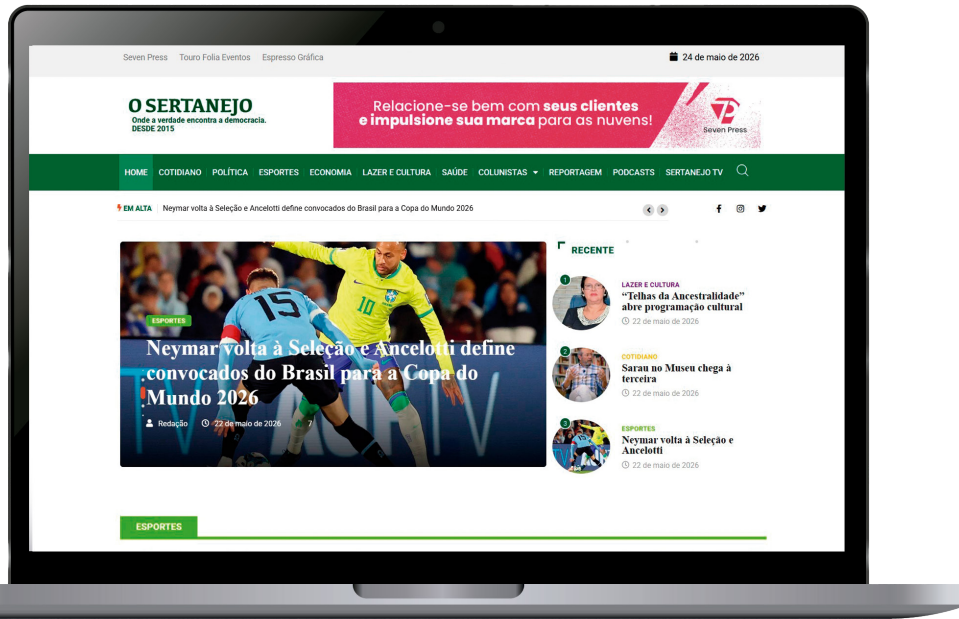 Seven Press Touro Folia Eventos Espresso Gráfica
24 de maio de 2026
O SERTANEJO
Onde a verdade encontra a democracia.
DESDE 2015
Relacione-se bem com seus clientes
e impulsione sua marca para as nuvens!
7P
Seven Press
HOME COTIDIANO POLÍTICA ESPORTES ECONOMIA LAZER E CULTURA SAÚDE COLUNISTAS REPORTAGEM PODCASTS SERTANEJO TV
EM ALTA Neymar volta à Seleção e Ancelotti define convocados do Brasil para a Copa do Mundo 2026
15
10
ESPORTES
Neymar volta à Seleção e Ancelotti define
convocados do Brasil para a Copa do
Mundo 2026
Redação 22 de maio de 2026 7
RECENTE
1
LAZER E CULTURA
“Telhas da Ancestralidade”
abre programação cultural
22 de maio de 2026
2
COTIDIANO
Sarau no Museu chega à
terceira
22 de maio de 2026
3
ESPORTES
Neymar volta à Seleção e
Ancelotti
22 de maio de 2026
ESPORTES